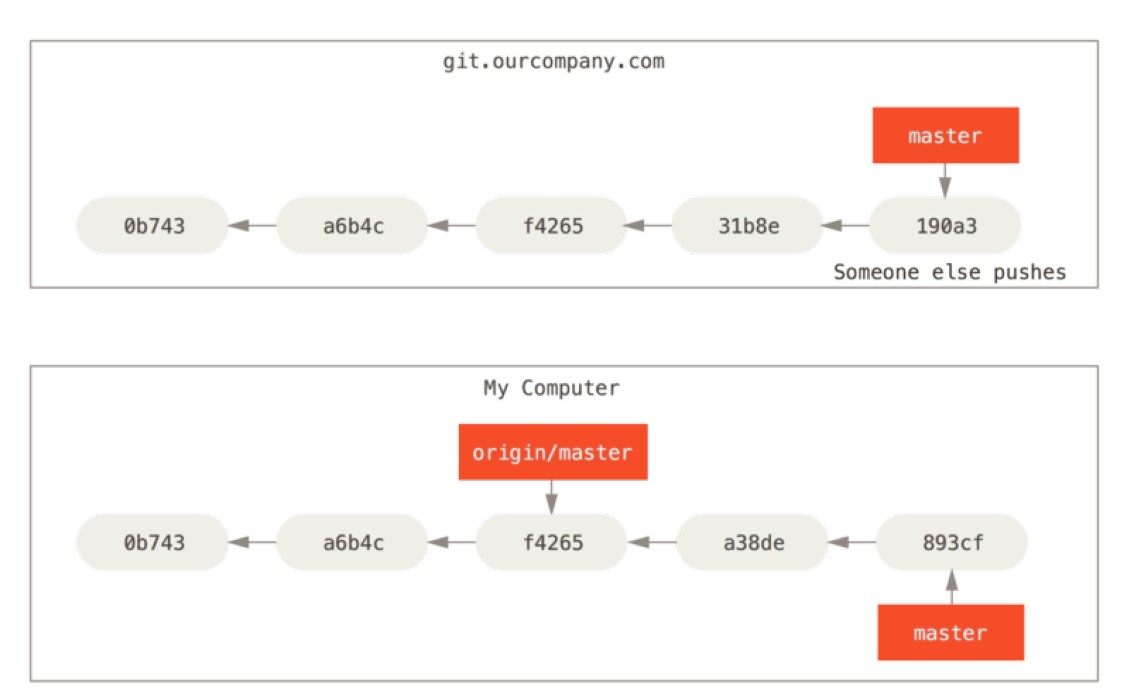 git.ourcompany.com
master
0b743 a6b4c f4265 31b8e 190a3
Someone else pushes
My Computer
origin/master
0b743 a6b4c f4265 a38de 893cf
master